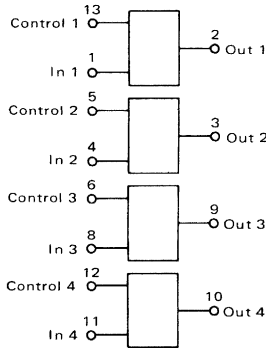 13
Control 1
2
Out 1
1
In 1
5
Control 2
3
Out 2
4
In 2
6
Control 3
9
Out 3
8
In 3
12
Control 4
10
Out 4
11
In 4